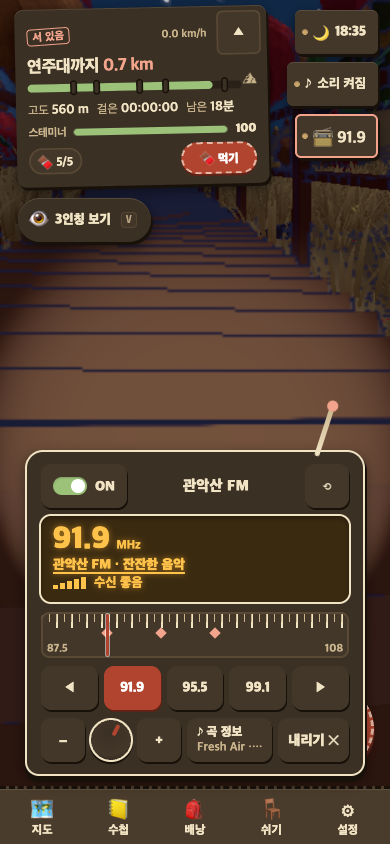 서 있음
0.0 km/h
▲
연주대까지 0.7 km
고도 560 m 걸은 00:00:00 남은 18분
스테미너 100
5/5
먹기
18:35
♪ 소리 켜짐
91.9
3인칭 보기 V
ON
관악산 FM
⟲
91.9 MHz
관악산 FM · 잔잔한 음악
수신 좋음
87.5 108
◀ 91.9 95.5 99.1 ▶
− +
♪ 곡 정보
Fresh Air ····
내리기 ✕
지도 수첩 배낭 쉬기 설정